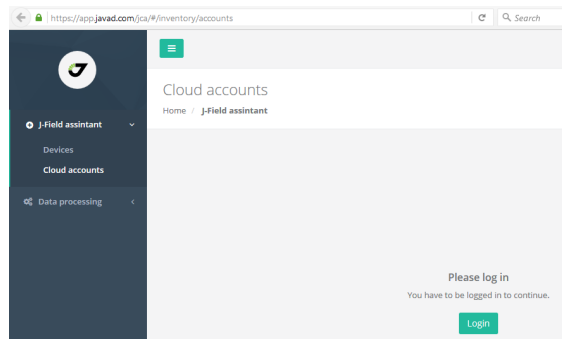 https://app.javad.com/jca/#/inventory/accounts
Search
Cloud accounts
Home / J-Field assintant
J-Field assintant
Devices
Cloud accounts
Data processing
Please log in
You have to be logged in to continue.
Login